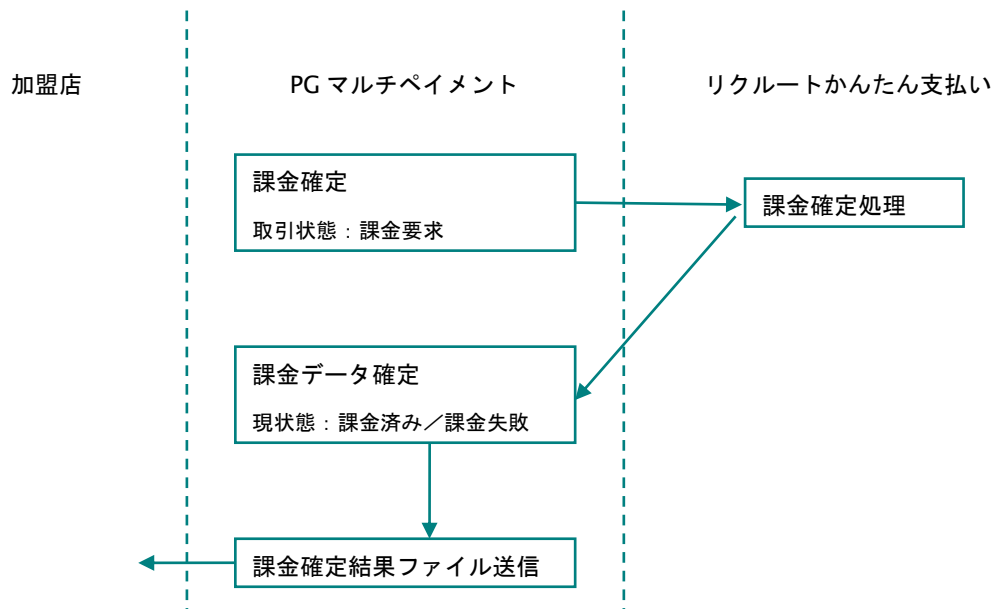 加盟店
PG マルチペイメント
リクルートかんたん支払い
課金確定
取引状態：課金要求
課金確定処理
課金データ確定
現状態：課金済み／課金失敗
課金確定結果ファイル送信